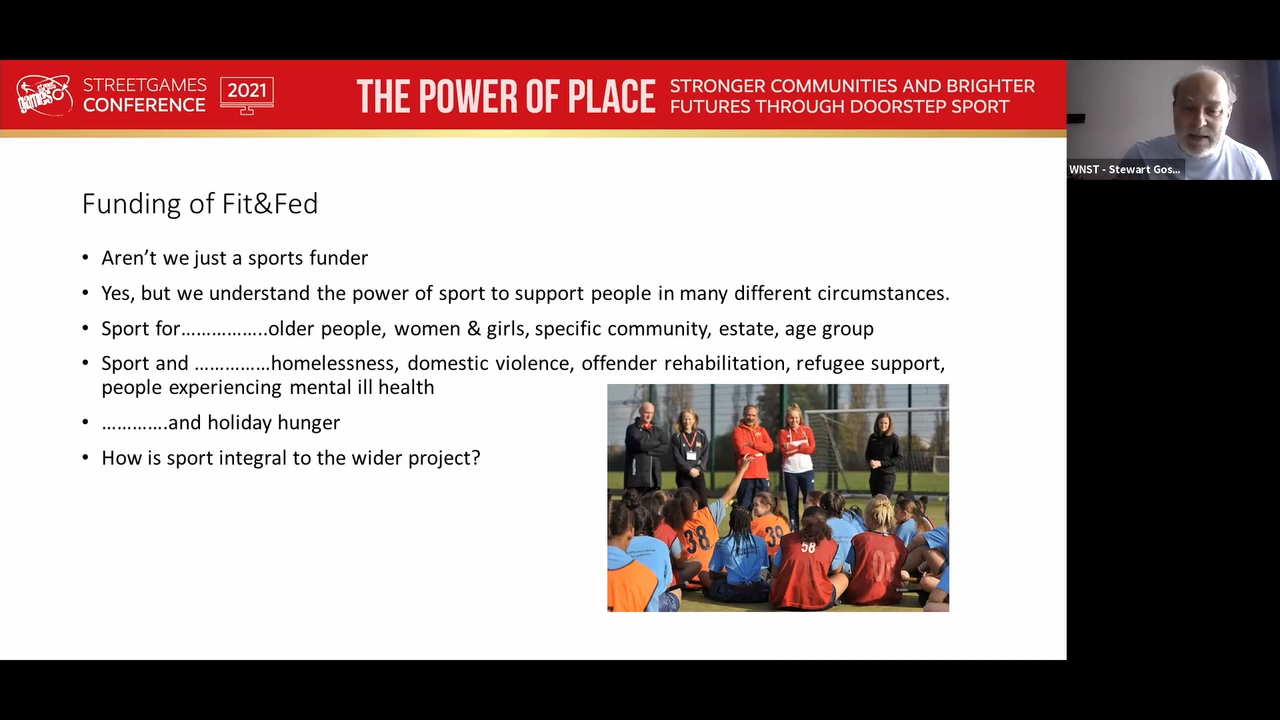 STREETGAMES
CONFERENCE
2021
THE POWER OF PLACE
STRONGER COMMUNITIES AND BRIGHTER
FUTURES THROUGH DOORSTEP SPORT
WNST - Stewart Gos...
Funding of Fit&Fed
• Aren’t we just a sports funder
• Yes, but we understand the power of sport to support people in many different circumstances.
• Sport for……………..older people, women & girls, specific community, estate, age group
• Sport and ……………homelessness, domestic violence, offender rehabilitation, refugee support,
people experiencing mental ill health
• ………….and holiday hunger
• How is sport integral to the wider project?
38
39
58